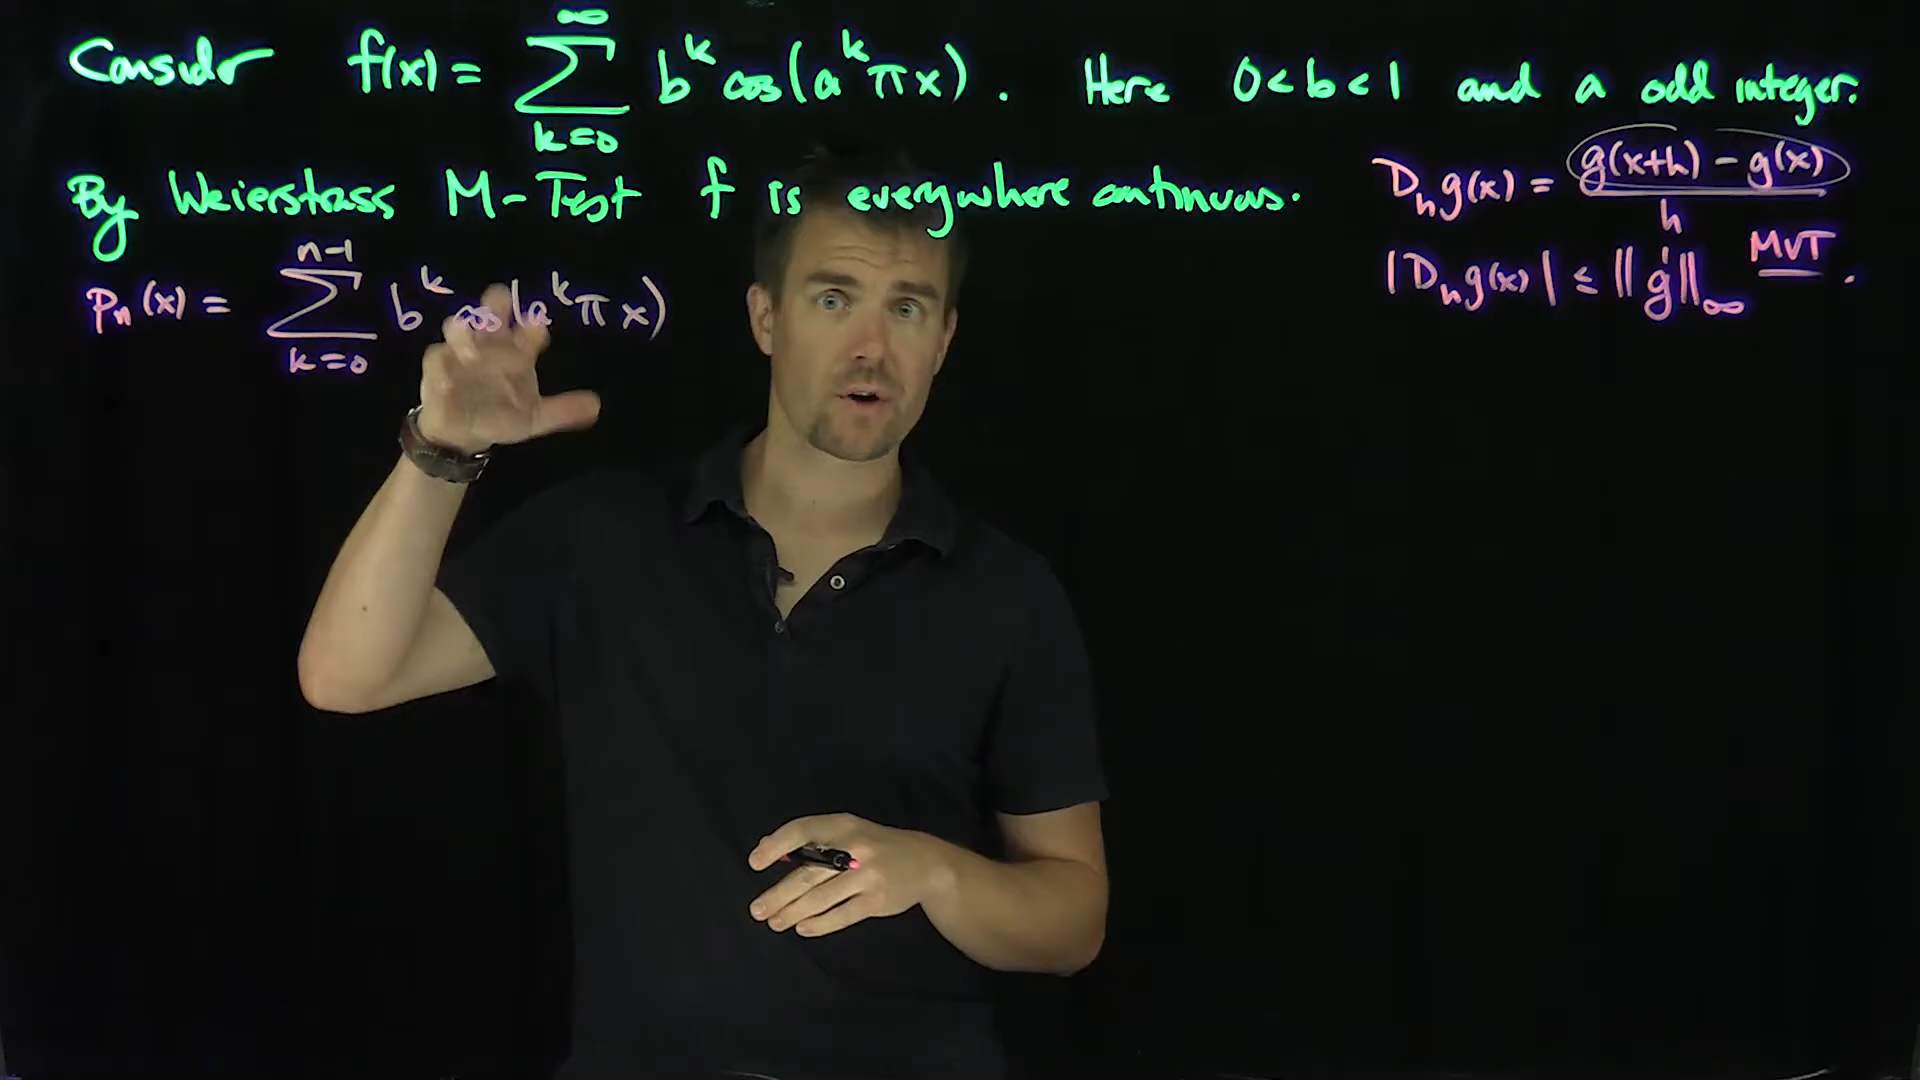 Consider f(x) = ∑_{k=0}^{∞} b^k cos(a^k π x). Here 0 < b < 1 and a odd integer.
By Weierstrass M-Test f is everywhere continuous.
D_h g(x) = \frac{g(x+h) - g(x)}{h}
|D_h g(x)| ≤ ||g'||_∞ MVT.
P_n(x) = ∑_{k=0}^{n-1} b^k cos(a^k π x)